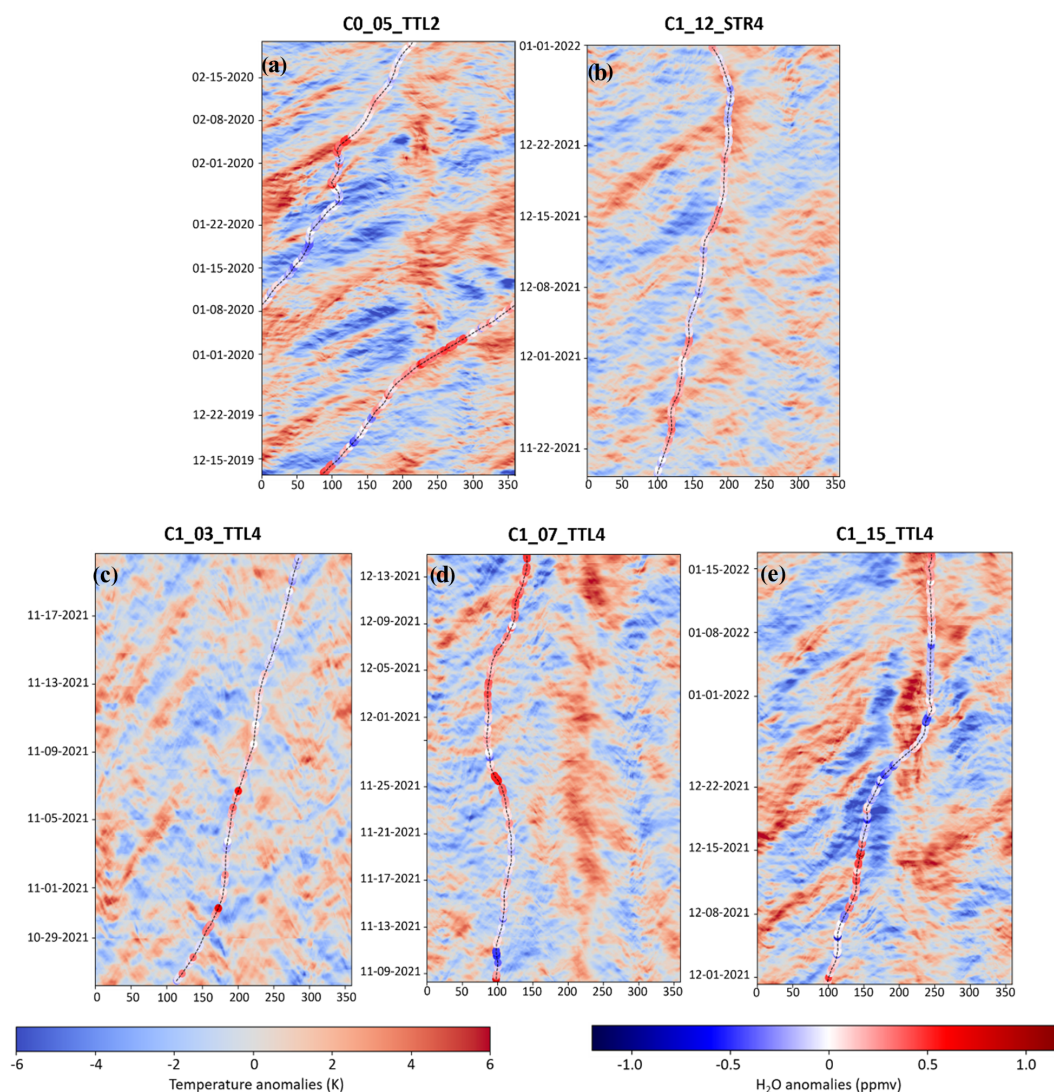 C0_05_TTL2
C1_12_STR4
(a)
02-15-2020
02-08-2020
02-01-2020
01-22-2020
01-15-2020
01-08-2020
01-01-2020
12-22-2019
12-15-2019
0 50 100 150 200 250 300 350
(b)
01-01-2022
12-22-2021
12-15-2021
12-08-2021
12-01-2021
11-22-2021
0 50 100 150 200 250 300 350
C1_03_TTL4
C1_07_TTL4
C1_15_TTL4
(c)
11-17-2021
11-13-2021
11-09-2021
11-05-2021
11-01-2021
10-29-2021
0 50 100 150 200 250 300 350
(d)
12-13-2021
12-09-2021
12-05-2021
12-01-2021
11-25-2021
11-21-2021
11-17-2021
11-13-2021
11-09-2021
0 50 100 150 200 250 300 350
(e)
01-15-2022
01-08-2022
01-01-2022
12-22-2021
12-15-2021
12-08-2021
12-01-2021
0 50 100 150 200 250 300 350
-6 -4 -2 0 2 4 6
Temperature anomalies (K)
-1.0 -0.5 0 0.5 1.0
H₂O anomalies (ppmv)